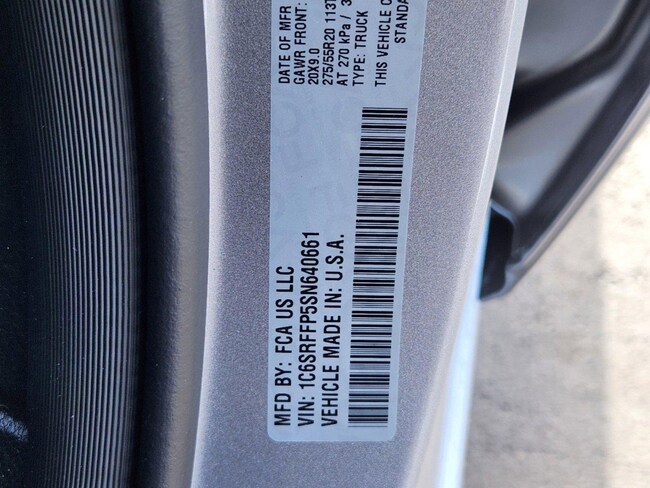 MFD BY: FCA US LLC
VIN: 1C6SRFFP5SN640661
VEHICLE MADE IN: U.S.A.
DATE OF MFR
GAWR FRONT:
20X9.0
275/55R20 113T
AT 270 kPa / 3
TYPE: TRUCK
THIS VEHICLE C
STANDA